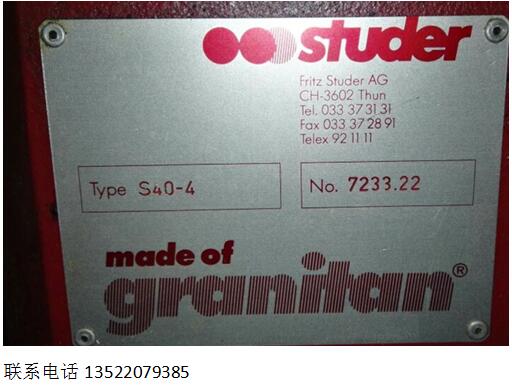 studer
Fritz Studer AG
CH-3602 Thun
Tel. 033 37 31 31
Fax 033 37 28 91
Telex 92 11 11
Type S40-4
No. 7233.22
made of
granitan®
联系电话 13522079385